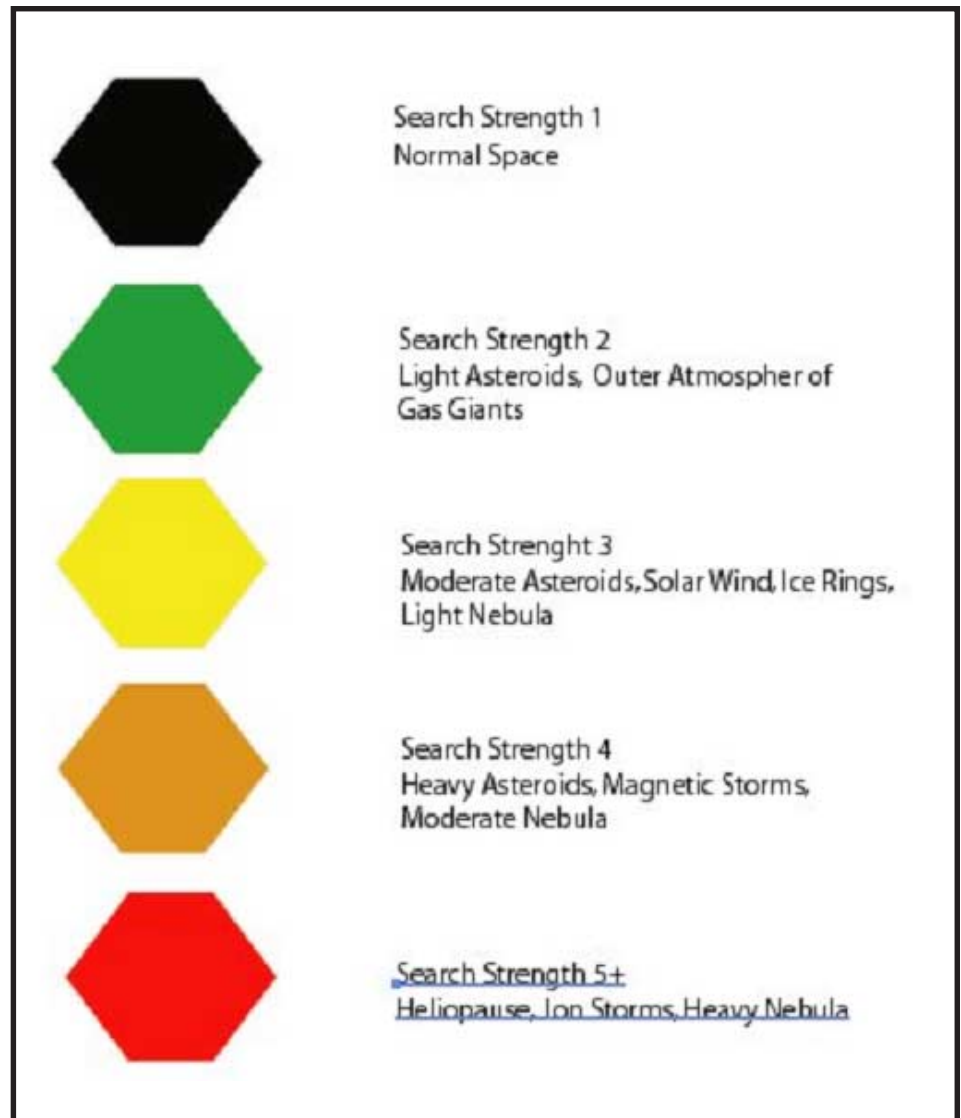 Search Strength 1
Normal Space
Search Strength 2
Light Asteroids, Outer Atmospher of
Gas Giants
Search Strenght 3
Moderate Asteroids, Solar Wind, Ice Rings,
Light Nebula
Search Strength 4
Heavy Asteroids, Magnetic Storms,
Moderate Nebula
Search Strength 5+
Heliopause, Ion Storms, Heavy Nebula